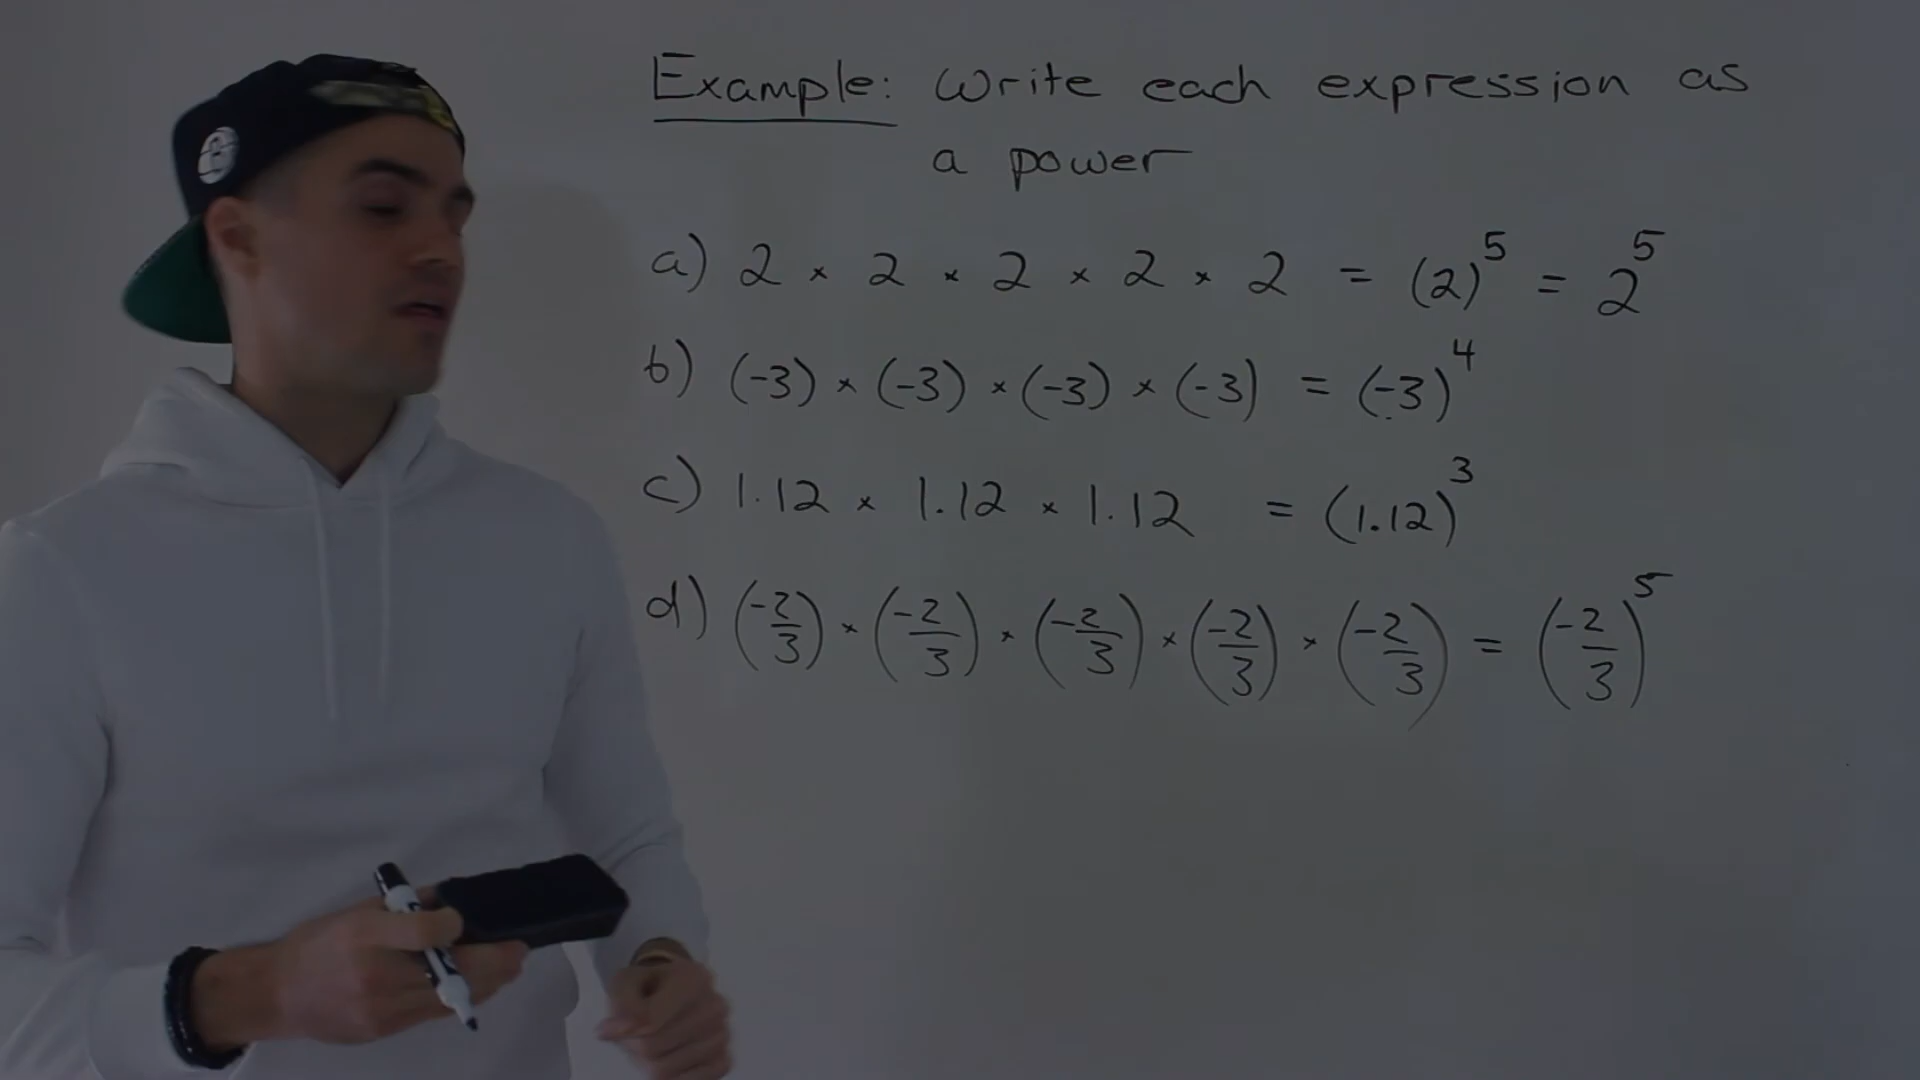 Example: Write each expression as
a power
a) 2 × 2 × 2 × 2 × 2 = (2)⁵ = 2⁵
b) (-3) × (-3) × (-3) × (-3) = (-3)⁴
c) 1.12 × 1.12 × 1.12 = (1.12)³
d) (-2/3) × (-2/3) × (-2/3) × (-2/3) × (-2/3) = (-2/3)⁵